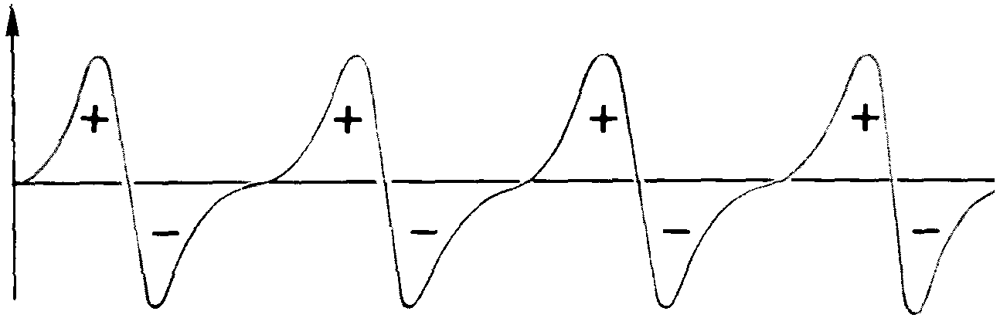 + + + +
− − − −